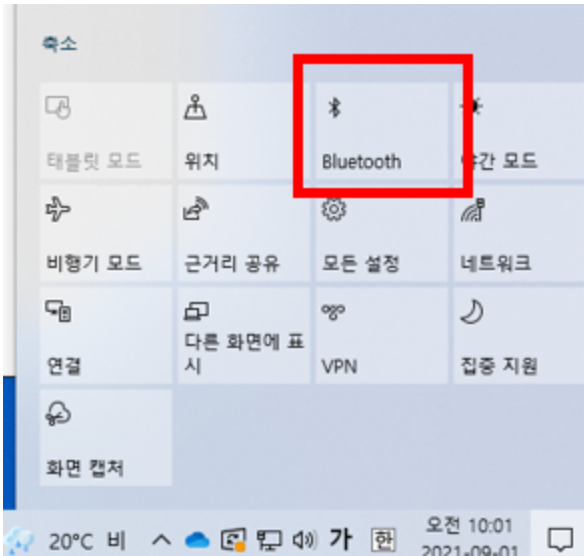 축소
태블릿 모드
위치
Bluetooth
야간 모드
비행기 모드
근거리 공유
모든 설정
네트워크
연결
다른 화면에 표
시
VPN
집중 지원
화면 캡처
20°C 비
가
한
오전 10:01
2021-09-01